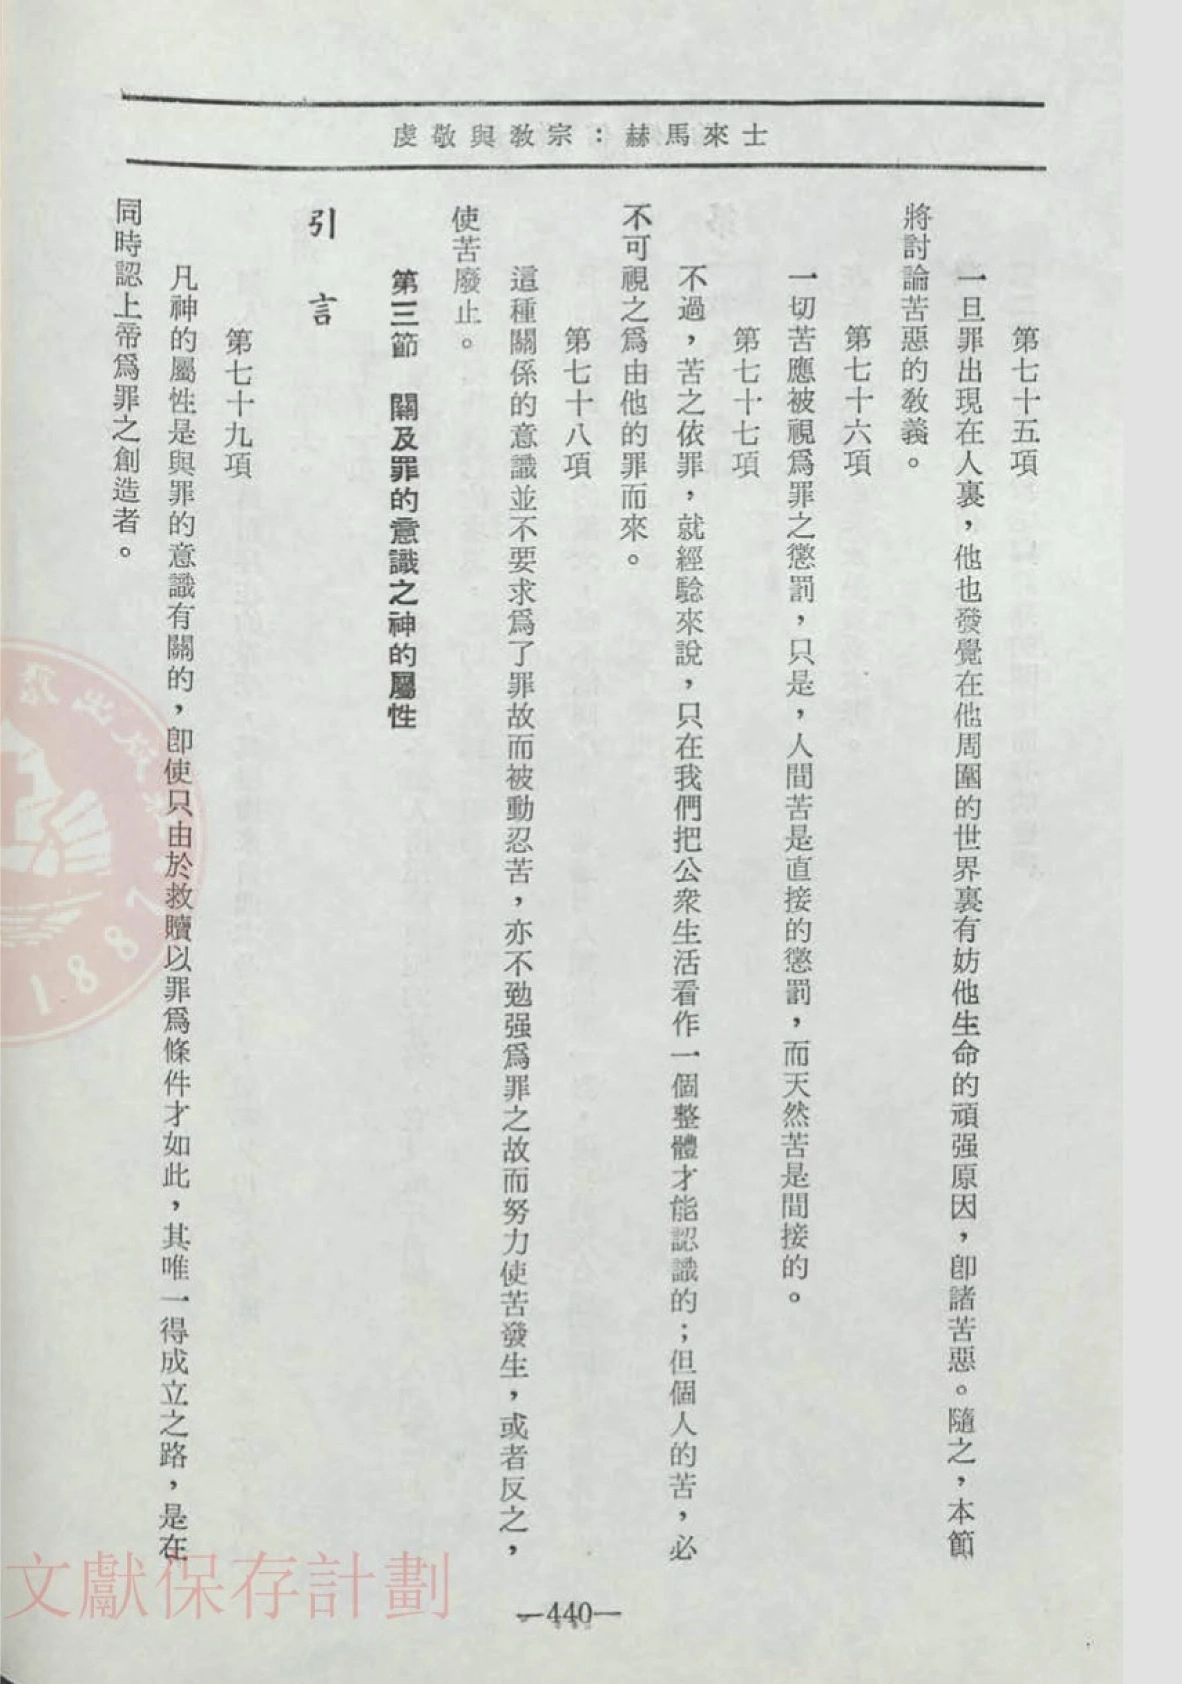 士來馬赫：宗敎與敬虔
第七十五項
一旦罪出現在人裏，他也發覺在他周圍的世界裏有妨他生命的頑强原因，卽諸苦惡。隨之，本節
將討論苦惡的敎義。
第七十六項
一切苦應被視爲罪之懲罰，只是，人間苦是直接的懲罰，而天然苦是間接的。
第七十七項
不過，苦之依罪，就經驗來說，只在我們把公衆生活看作一個整體才能認識的；但個人的苦，必
不可視之爲由他的罪而來。
第七十八項
這種關係的意識並不要求爲了罪故而被動忍苦，亦不勉强爲罪之故而努力使苦發生，或者反之，
使苦廢止。
第三節　關及罪的意識之神的屬性
引言
第七十九項
凡神的屬性是與罪的意識有關的，卽使只由於救贖以罪爲條件才如此，其唯一得成立之路，是在
同時認上帝爲罪之創造者。
—440—
文獻保存計劃
188